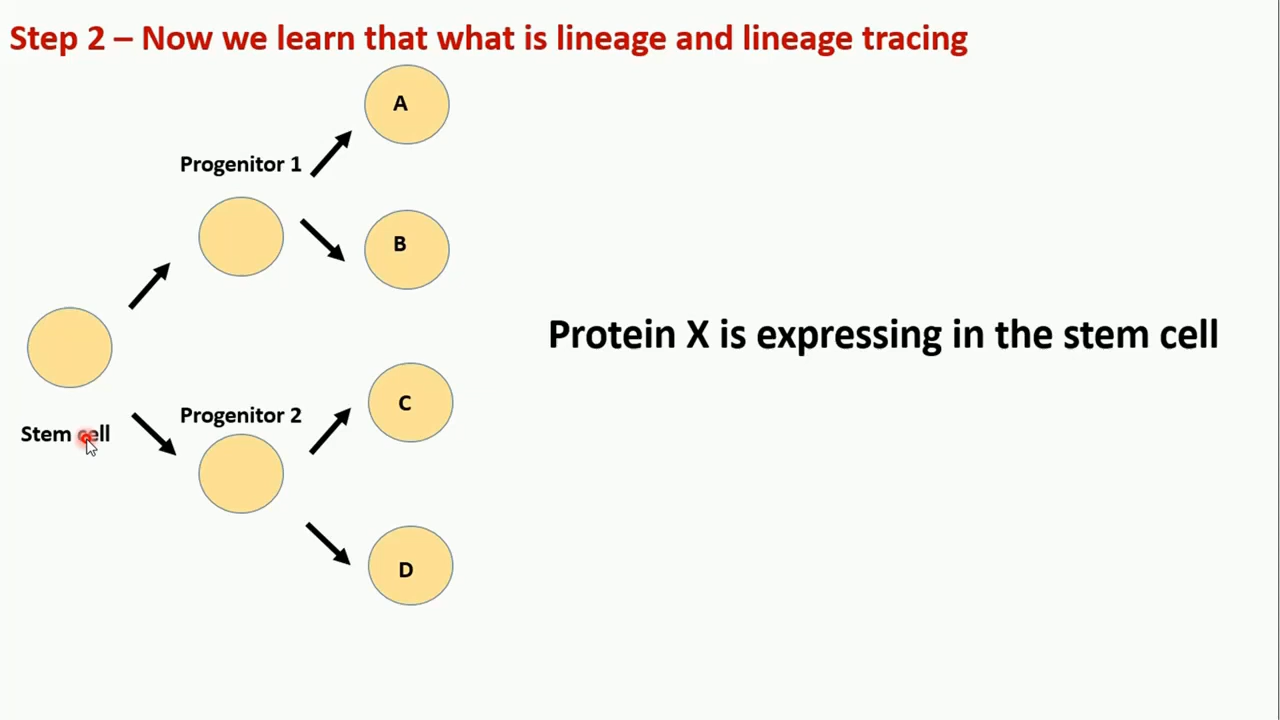 Step 2 – Now we learn that what is lineage and lineage tracing
A
Progenitor 1
B
Protein X is expressing in the stem cell
C
Progenitor 2
Stem cell
D